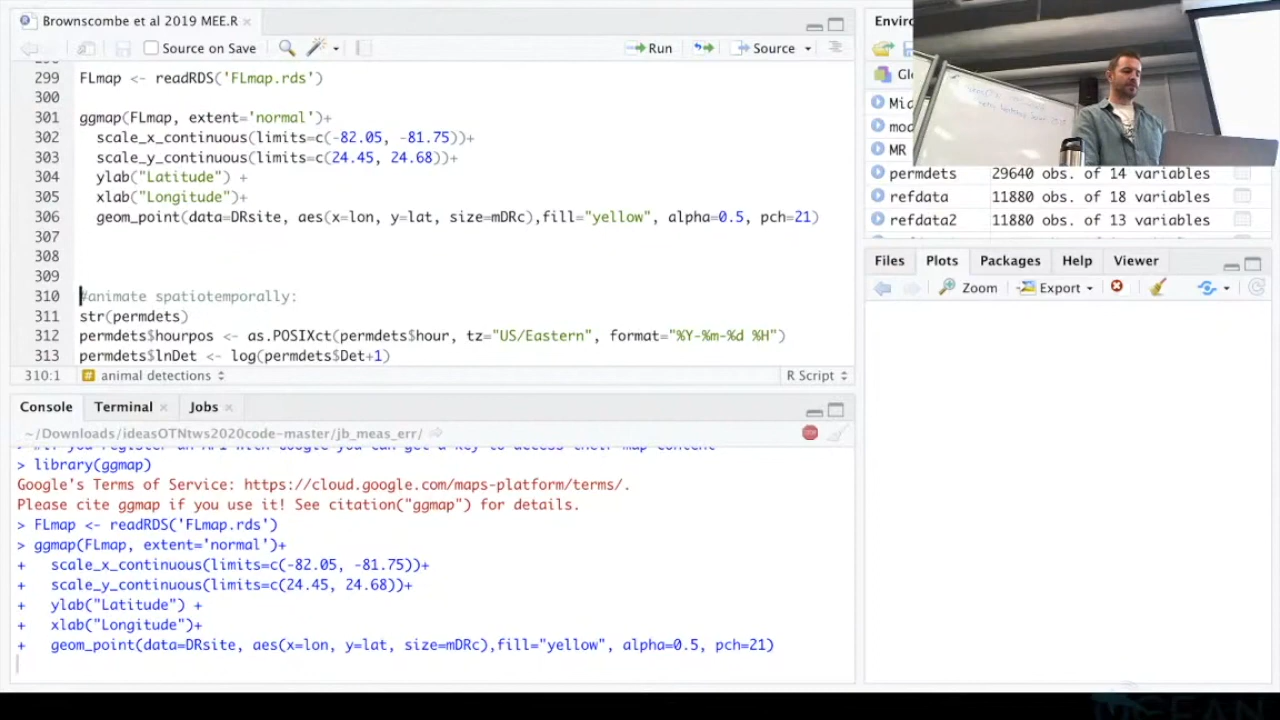 Brownscombe et al 2019 MEE.R
Source on Save
Run
Source
299 FLmap <- readRDS('FLmap.rds')
300
301 ggmap(FLmap, extent='normal')+
302 scale_x_continuous(limits=c(-82.05, -81.75))+
303 scale_y_continuous(limits=c(24.45, 24.68))+
304 ylab("Latitude") +
305 xlab("Longitude")+
306 geom_point(data=DRsite, aes(x=lon, y=lat, size=mDRc),fill="yellow", alpha=0.5, pch=21)
307
308
309
310 #animate spatiotemporally:
311 str(permdets)
312 permdets$hourpos <- as.POSIXct(permdets$hour, tz="US/Eastern", format="%Y-%m-%d %H")
313 permdets$lnDet <- log(permdets$Det+1)
310:1 # animal detections R Script
Console Terminal Jobs
~/Downloads/ideasOTNtws2020code-master/jb_meas_err/
> library(ggmap)
Google's Terms of Service: https://cloud.google.com/maps-platform/terms/.
Please cite ggmap if you use it! See citation("ggmap") for details.
> FLmap <- readRDS('FLmap.rds')
> ggmap(FLmap, extent='normal')+
+ scale_x_continuous(limits=c(-82.05, -81.75))+
+ scale_y_continuous(limits=c(24.45, 24.68))+
+ ylab("Latitude") +
+ xlab("Longitude")+
+ geom_point(data=DRsite, aes(x=lon, y=lat, size=mDRc),fill="yellow", alpha=0.5, pch=21)
Enviro
Glo
Mid
mod
MR
permdets 29640 obs. of 14 variables
refdata 11880 obs. of 18 variables
refdata2 11880 obs. of 13 variables
Files Plots Packages Help Viewer
Zoom Export